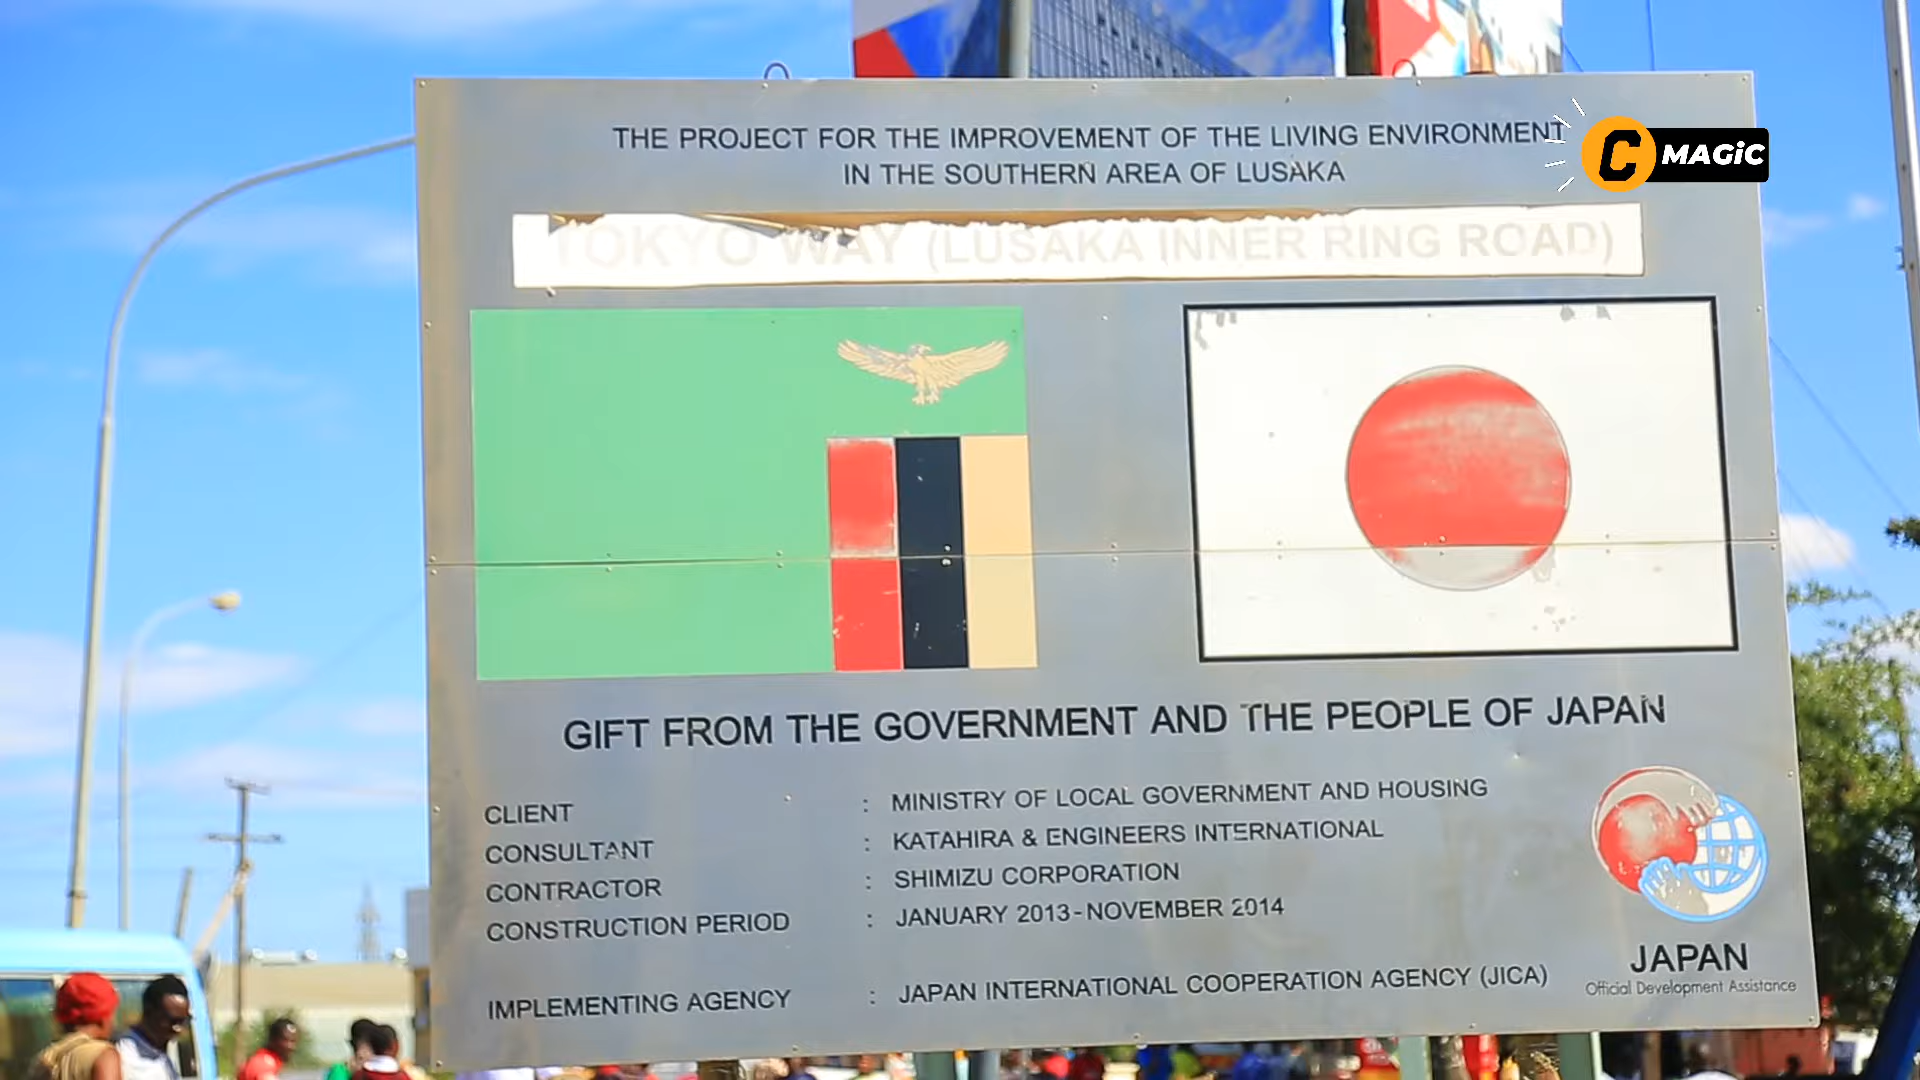 THE PROJECT FOR THE IMPROVEMENT OF THE LIVING ENVIRONMENT
IN THE SOUTHERN AREA OF LUSAKA
C MAGiC
TOKYO WAY (LUSAKA INNER RING ROAD)
GIFT FROM THE GOVERNMENT AND THE PEOPLE OF JAPAN
CLIENT : MINISTRY OF LOCAL GOVERNMENT AND HOUSING
CONSULTANT : KATAHIRA & ENGINEERS INTERNATIONAL
CONTRACTOR : SHIMIZU CORPORATION
CONSTRUCTION PERIOD : JANUARY 2013-NOVEMBER 2014
IMPLEMENTING AGENCY : JAPAN INTERNATIONAL COOPERATION AGENCY (JICA)
JAPAN
Official Development Assistance